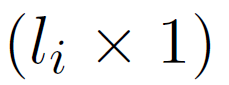 (l_i × 1)